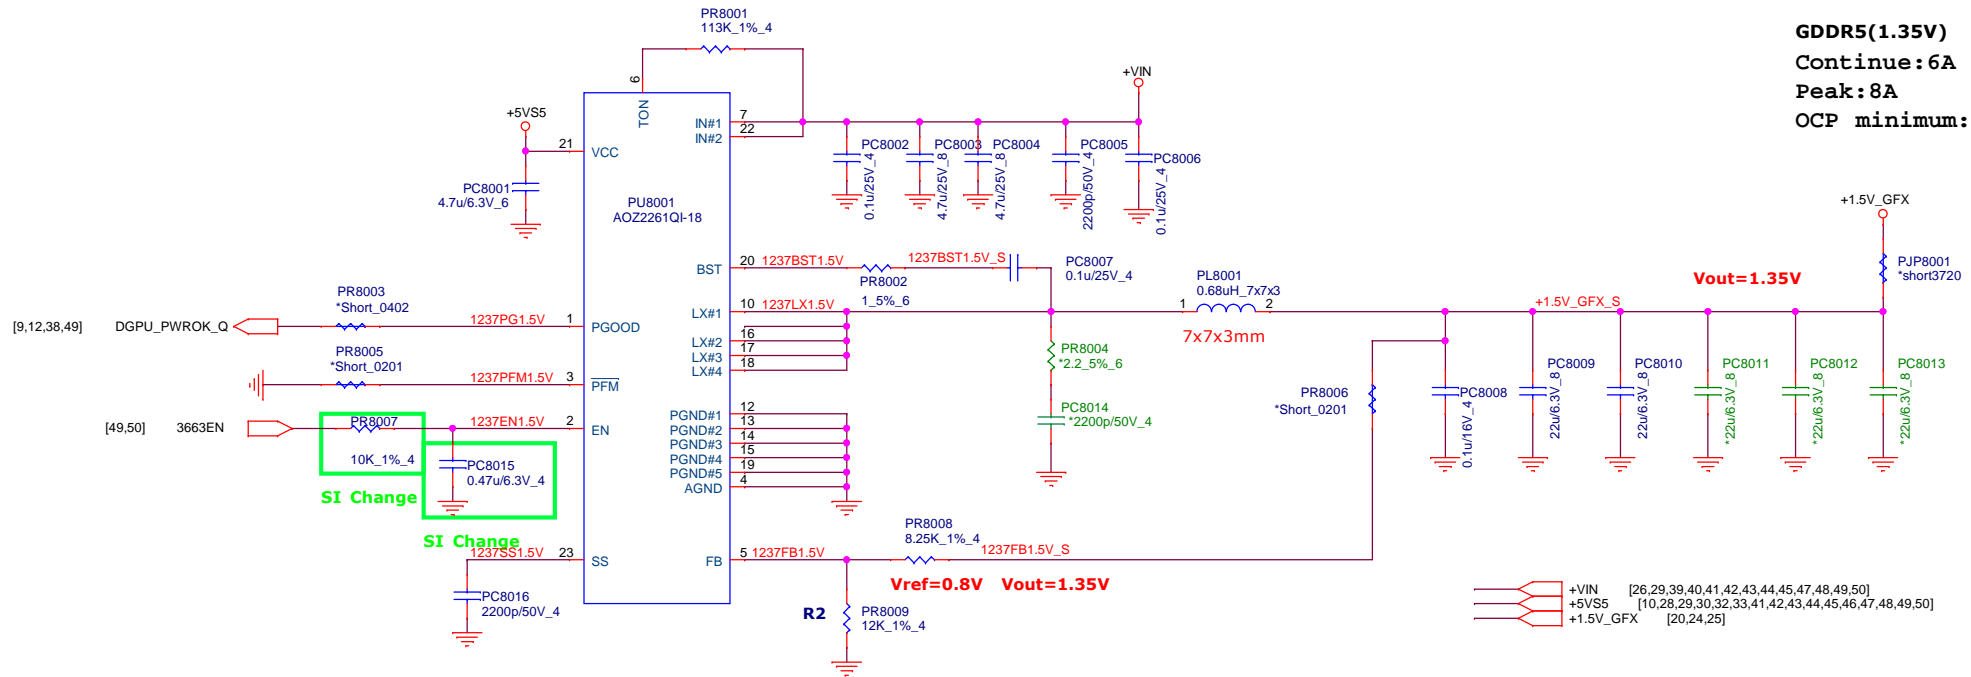 PR8001
113K_1%_4
GDDR5(1.35V)
Continue:6A
Peak:8A
OCP minimum:
+VIN
+5VS5
6
TON
7
IN#1
22
IN#2
21
VCC
PC8001
4.7u/6.3V_6
PU8001
AOZ2261QI-18
PC8002
0.1u/25V_4
PC8003
4.7u/25V_8
PC8004
4.7u/25V_8
PC8005
2200p/50V_4
PC8006
0.1u/25V_4
+1.5V_GFX
PJP8001
*short3720
BST
20
1237BST1.5V
PR8002
1_5%_6
1237BST1.5V_S
PC8007
0.1u/25V_4
PL8001
0.68uH_7x7x3
1
2
7x7x3mm
Vout=1.35V
+1.5V_GFX_S
LX#1
10
1237LX1.5V
LX#2
16
LX#3
17
LX#4
18
PR8003
*Short_0402
[9,12,38,49]
DGPU_PWROK_Q
1237PG1.5V
1
PGOOD
PR8005
*Short_0201
1237PFM1.5V
3
PFM
[49,50]
3663EN
PR8007
10K_1%_4
1237EN1.5V
2
EN
PC8015
0.47u/6.3V_4
SI Change
SI Change
PGND#1
12
PGND#2
13
PGND#3
14
PGND#4
15
PGND#5
19
AGND
4
PR8004
*2.2_5%_6
PC8014
*2200p/50V_4
PR8006
*Short_0201
PC8008
0.1u/16V_4
PC8009
22u/6.3V_8
PC8010
22u/6.3V_8
PC8011
*22u/6.3V_8
PC8012
*22u/6.3V_8
PC8013
*22u/6.3V_8
1237SS1.5V
23
SS
PC8016
2200p/50V_4
FB
5
1237FB1.5V
PR8008
8.25K_1%_4
1237FB1.5V_S
Vref=0.8V Vout=1.35V
R2
PR8009
12K_1%_4
+VIN [26,29,39,40,41,42,43,44,45,47,48,49,50]
+5VS5 [10,28,29,30,32,33,41,42,43,44,45,46,47,48,49,50]
+1.5V_GFX [20,24,25]